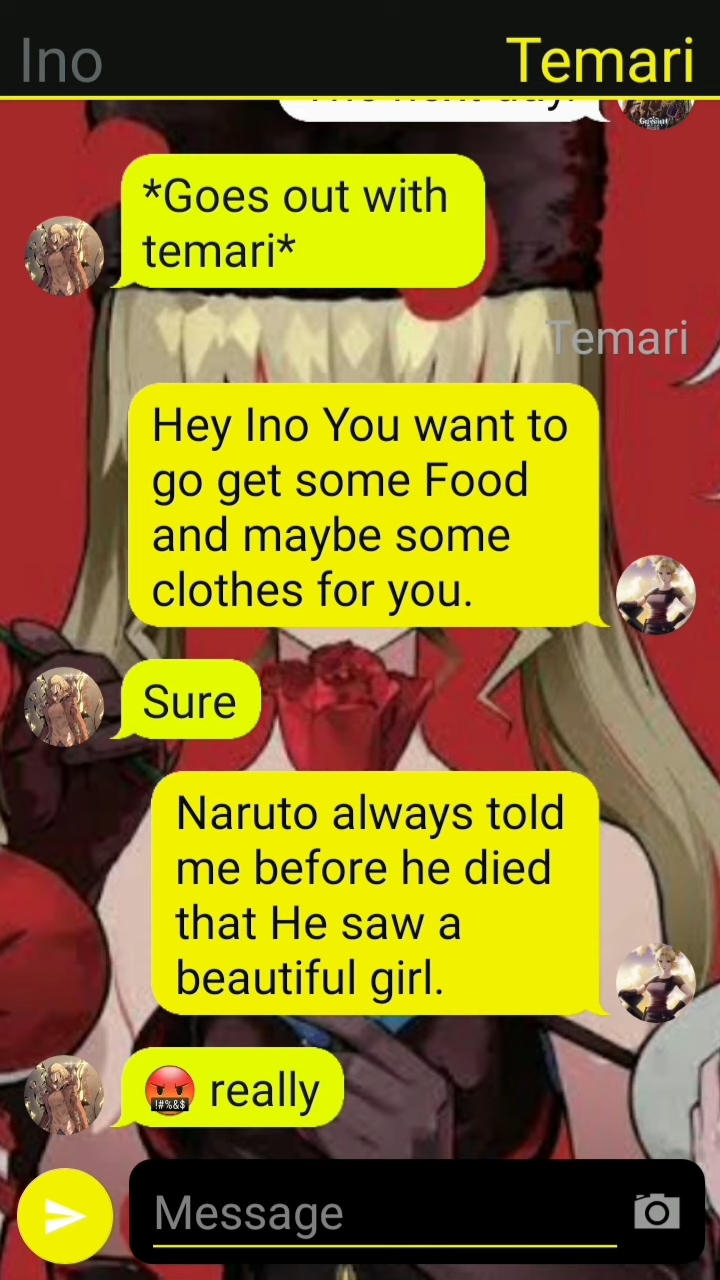 Ino
Temari
*Goes out with
temari*
Temari
Hey Ino You want to
go get some Food
and maybe some
clothes for you.
Sure
Naruto always told
me before he died
that He saw a
beautiful girl.
🤬 really
Message